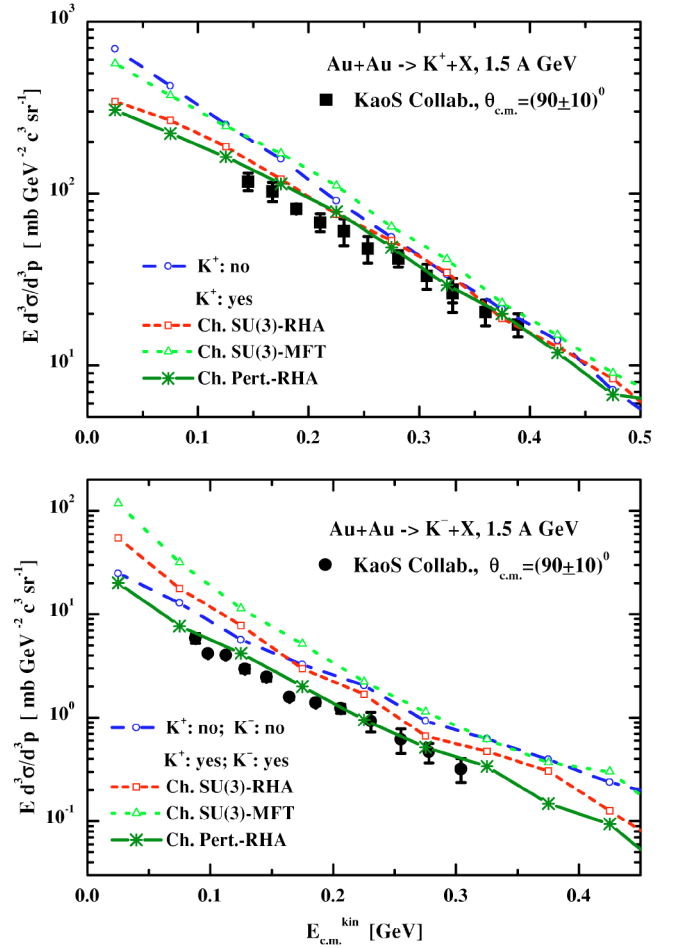 Au+Au -> K⁺+X, 1.5 A GeV
KaoS Collab., θc.m.=(90±10)⁰
E d³σ/d³p [ mb GeV⁻² c³ sr⁻¹ ]
10³
10²
10¹
K⁺: no
K⁺: yes
Ch. SU(3)-RHA
Ch. SU(3)-MFT
Ch. Pert.-RHA
0.0 0.1 0.2 0.3 0.4 0.5
Au+Au -> K⁻+X, 1.5 A GeV
KaoS Collab., θc.m.=(90±10)⁰
E d³σ/d³p [ mb GeV⁻² c³ sr⁻¹ ]
10²
10¹
10⁰
10⁻¹
K⁺: no; K⁻: no
K⁺: yes; K⁻: yes
Ch. SU(3)-RHA
Ch. SU(3)-MFT
Ch. Pert.-RHA
0.0 0.1 0.2 0.3 0.4
Ec.m.ᵏⁱⁿ [GeV]